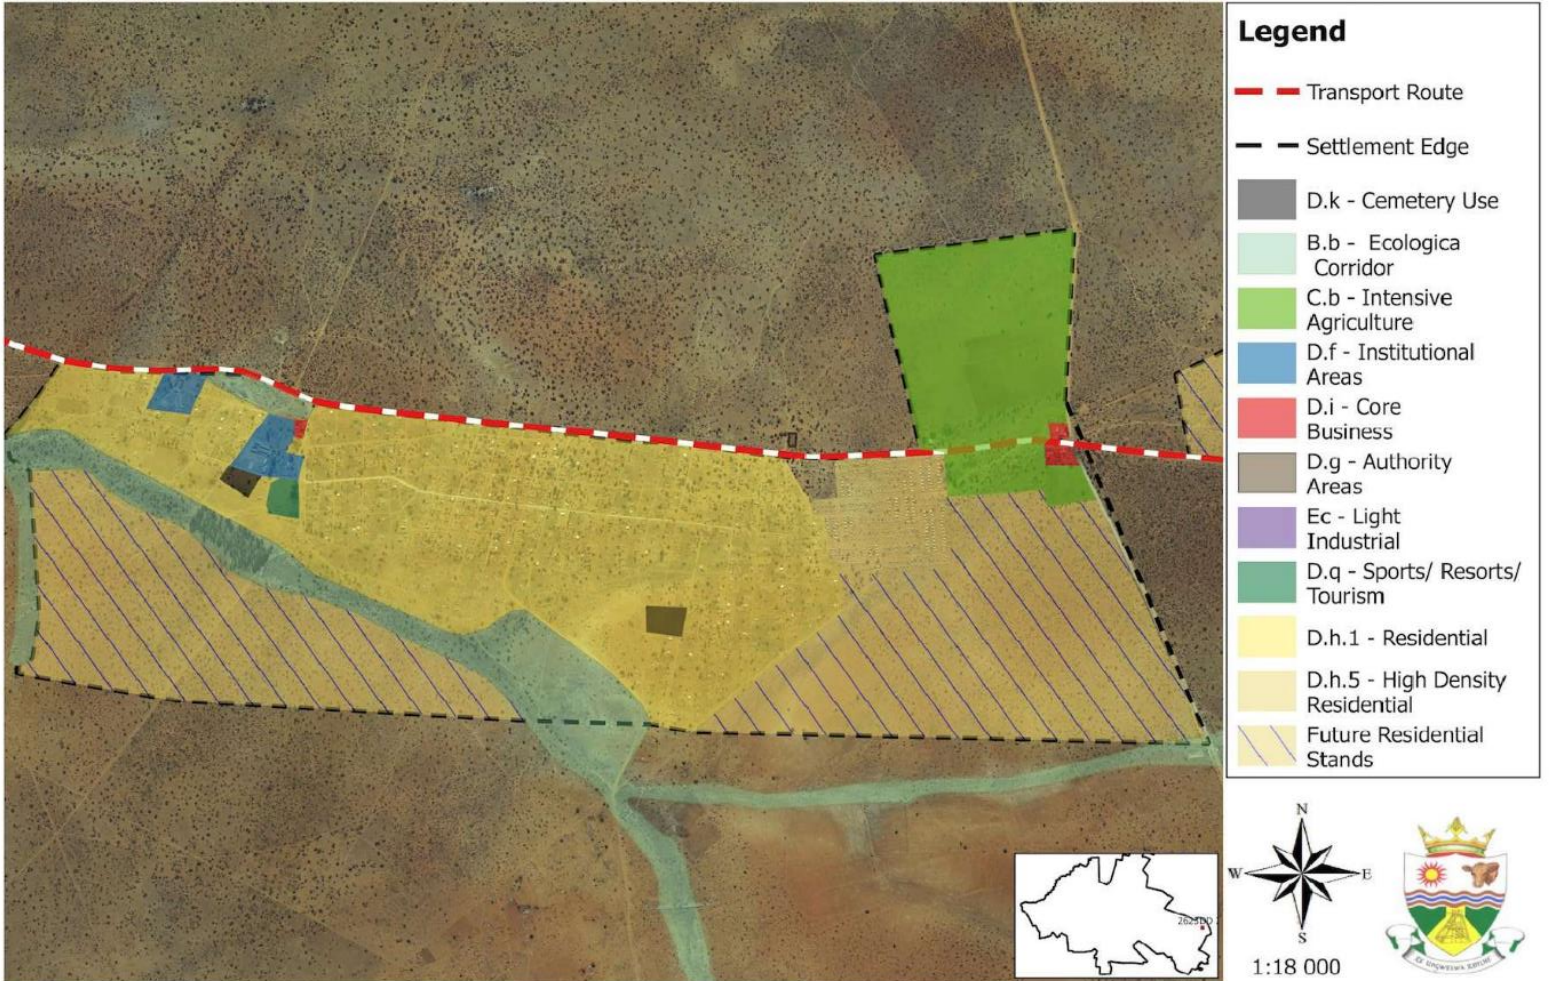 Legend
Transport Route
Settlement Edge
D.k - Cemetery Use
B.b - Ecologica
Corridor
C.b - Intensive
Agriculture
D.f - Institutional
Areas
D.i - Core
Business
D.g - Authority
Areas
Ec - Light
Industrial
D.q - Sports/ Resorts/
Tourism
D.h.1 - Residential
D.h.5 - High Density
Residential
Future Residential
Stands
N
W
E
S
1:18 000